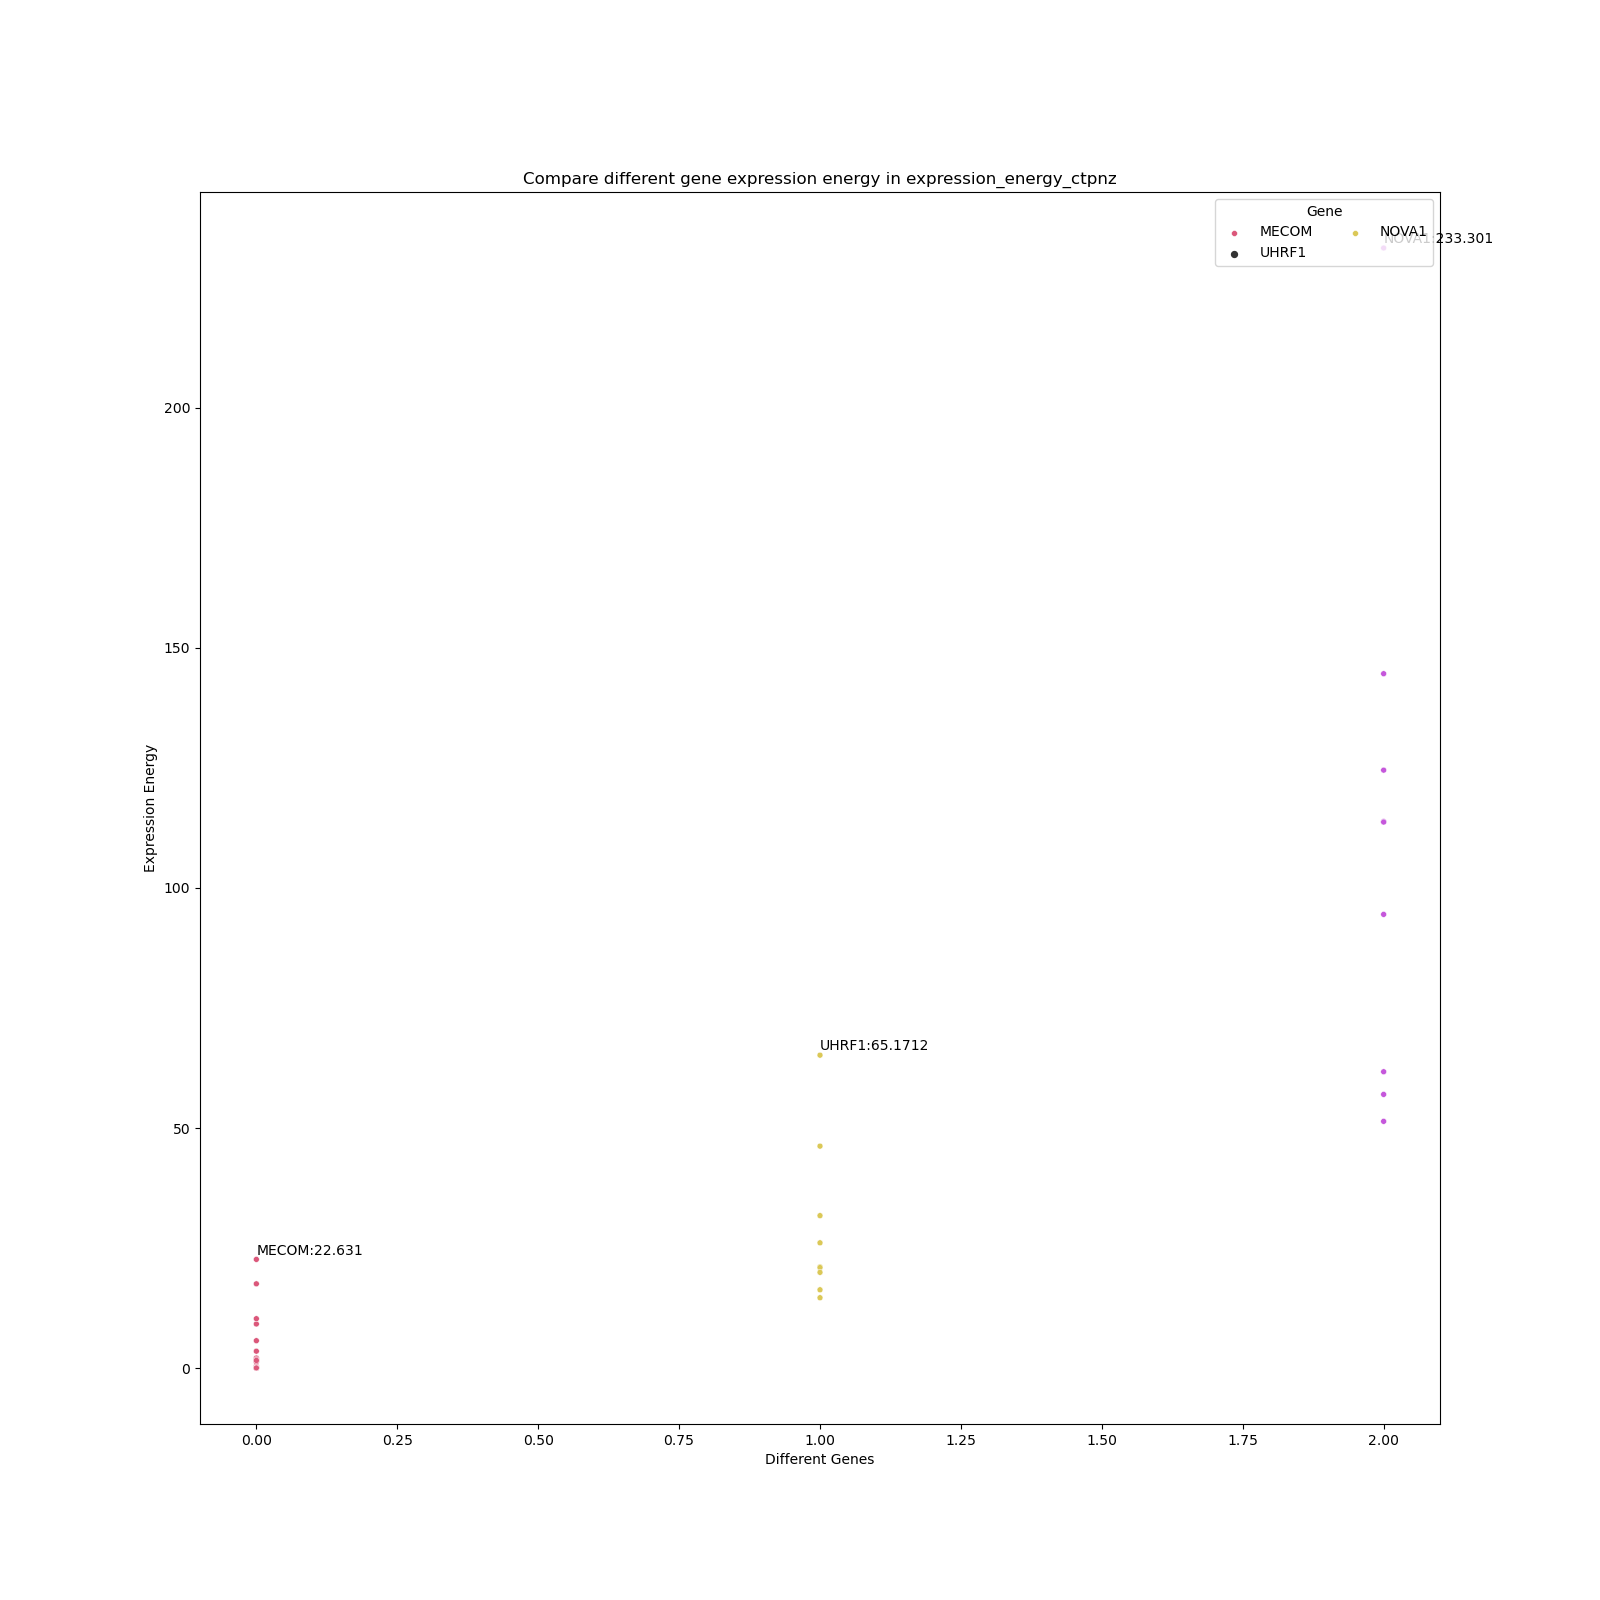 Compare different gene expression energy in expression_energy_ctpnz
Gene
MECOM
NOVA1
UHRF1
NOVA1:233.301
200
150
100
50
0
Expression Energy
UHRF1:65.1712
MECOM:22.631
0.00 0.25 0.50 0.75 1.00 1.25 1.50 1.75 2.00
Different Genes